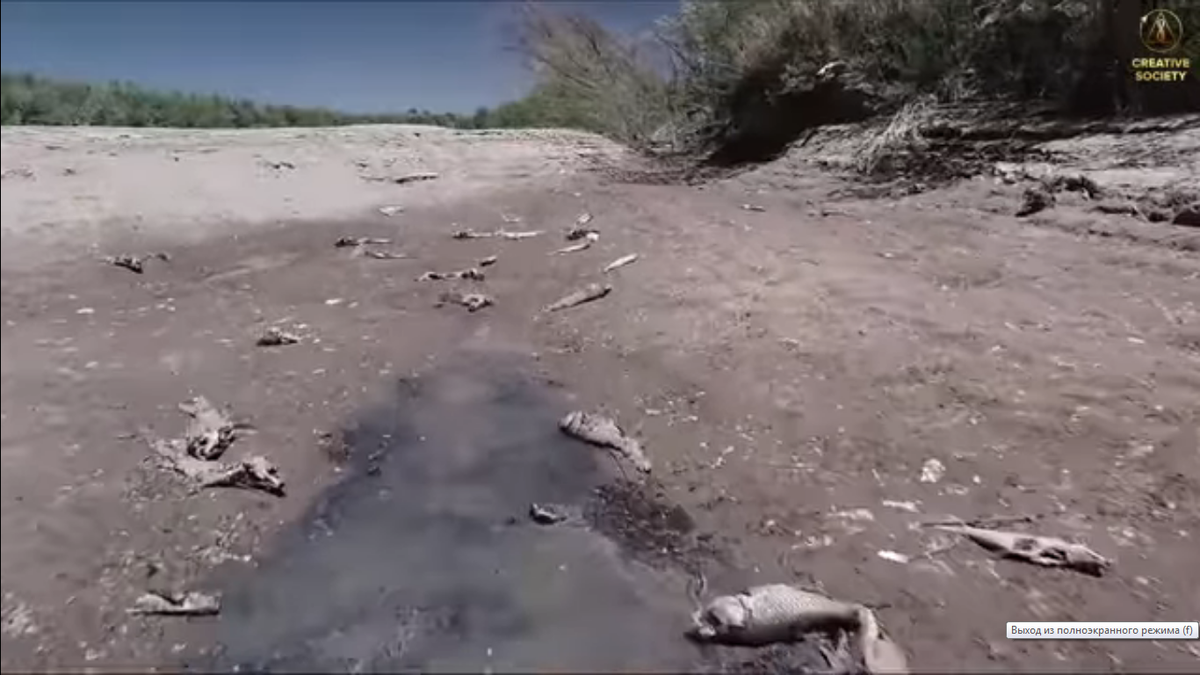 CREATIVE
SOCIETY
Выход из полноэкранного режима (f)